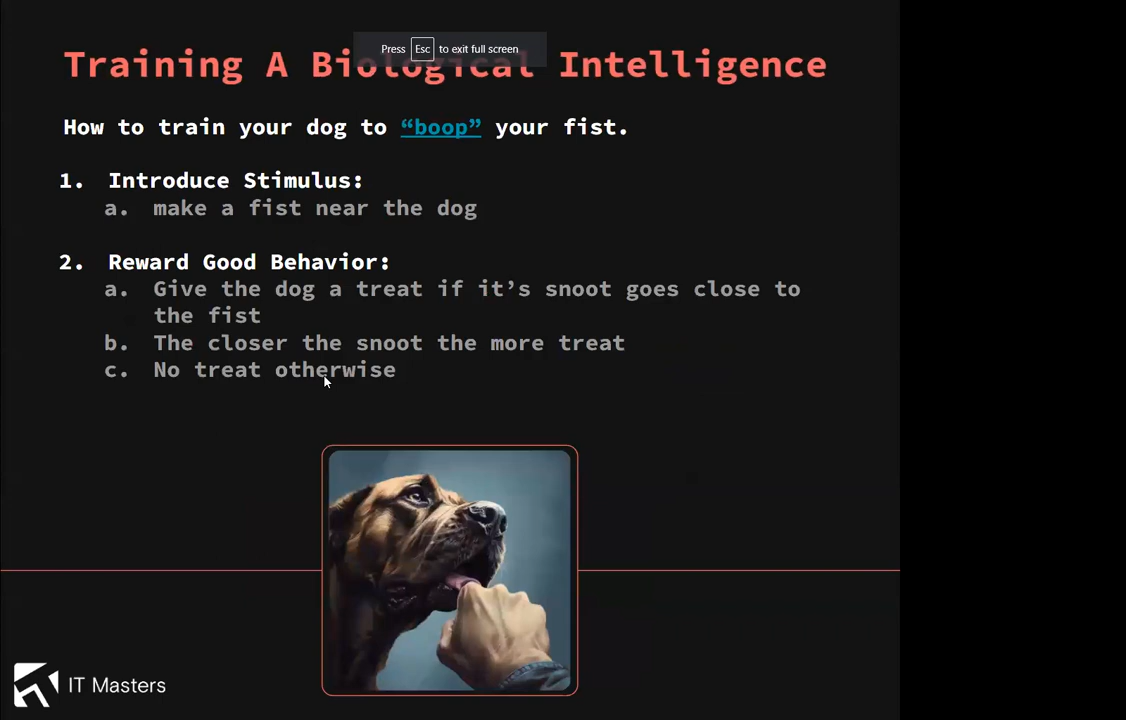 Press Esc to exit full screen
Training A Biological Intelligence
How to train your dog to “boop” your fist.
1. Introduce Stimulus:
a. make a fist near the dog
2. Reward Good Behavior:
a. Give the dog a treat if it’s snoot goes close to
the fist
b. The closer the snoot the more treat
c. No treat otherwise
IT Masters